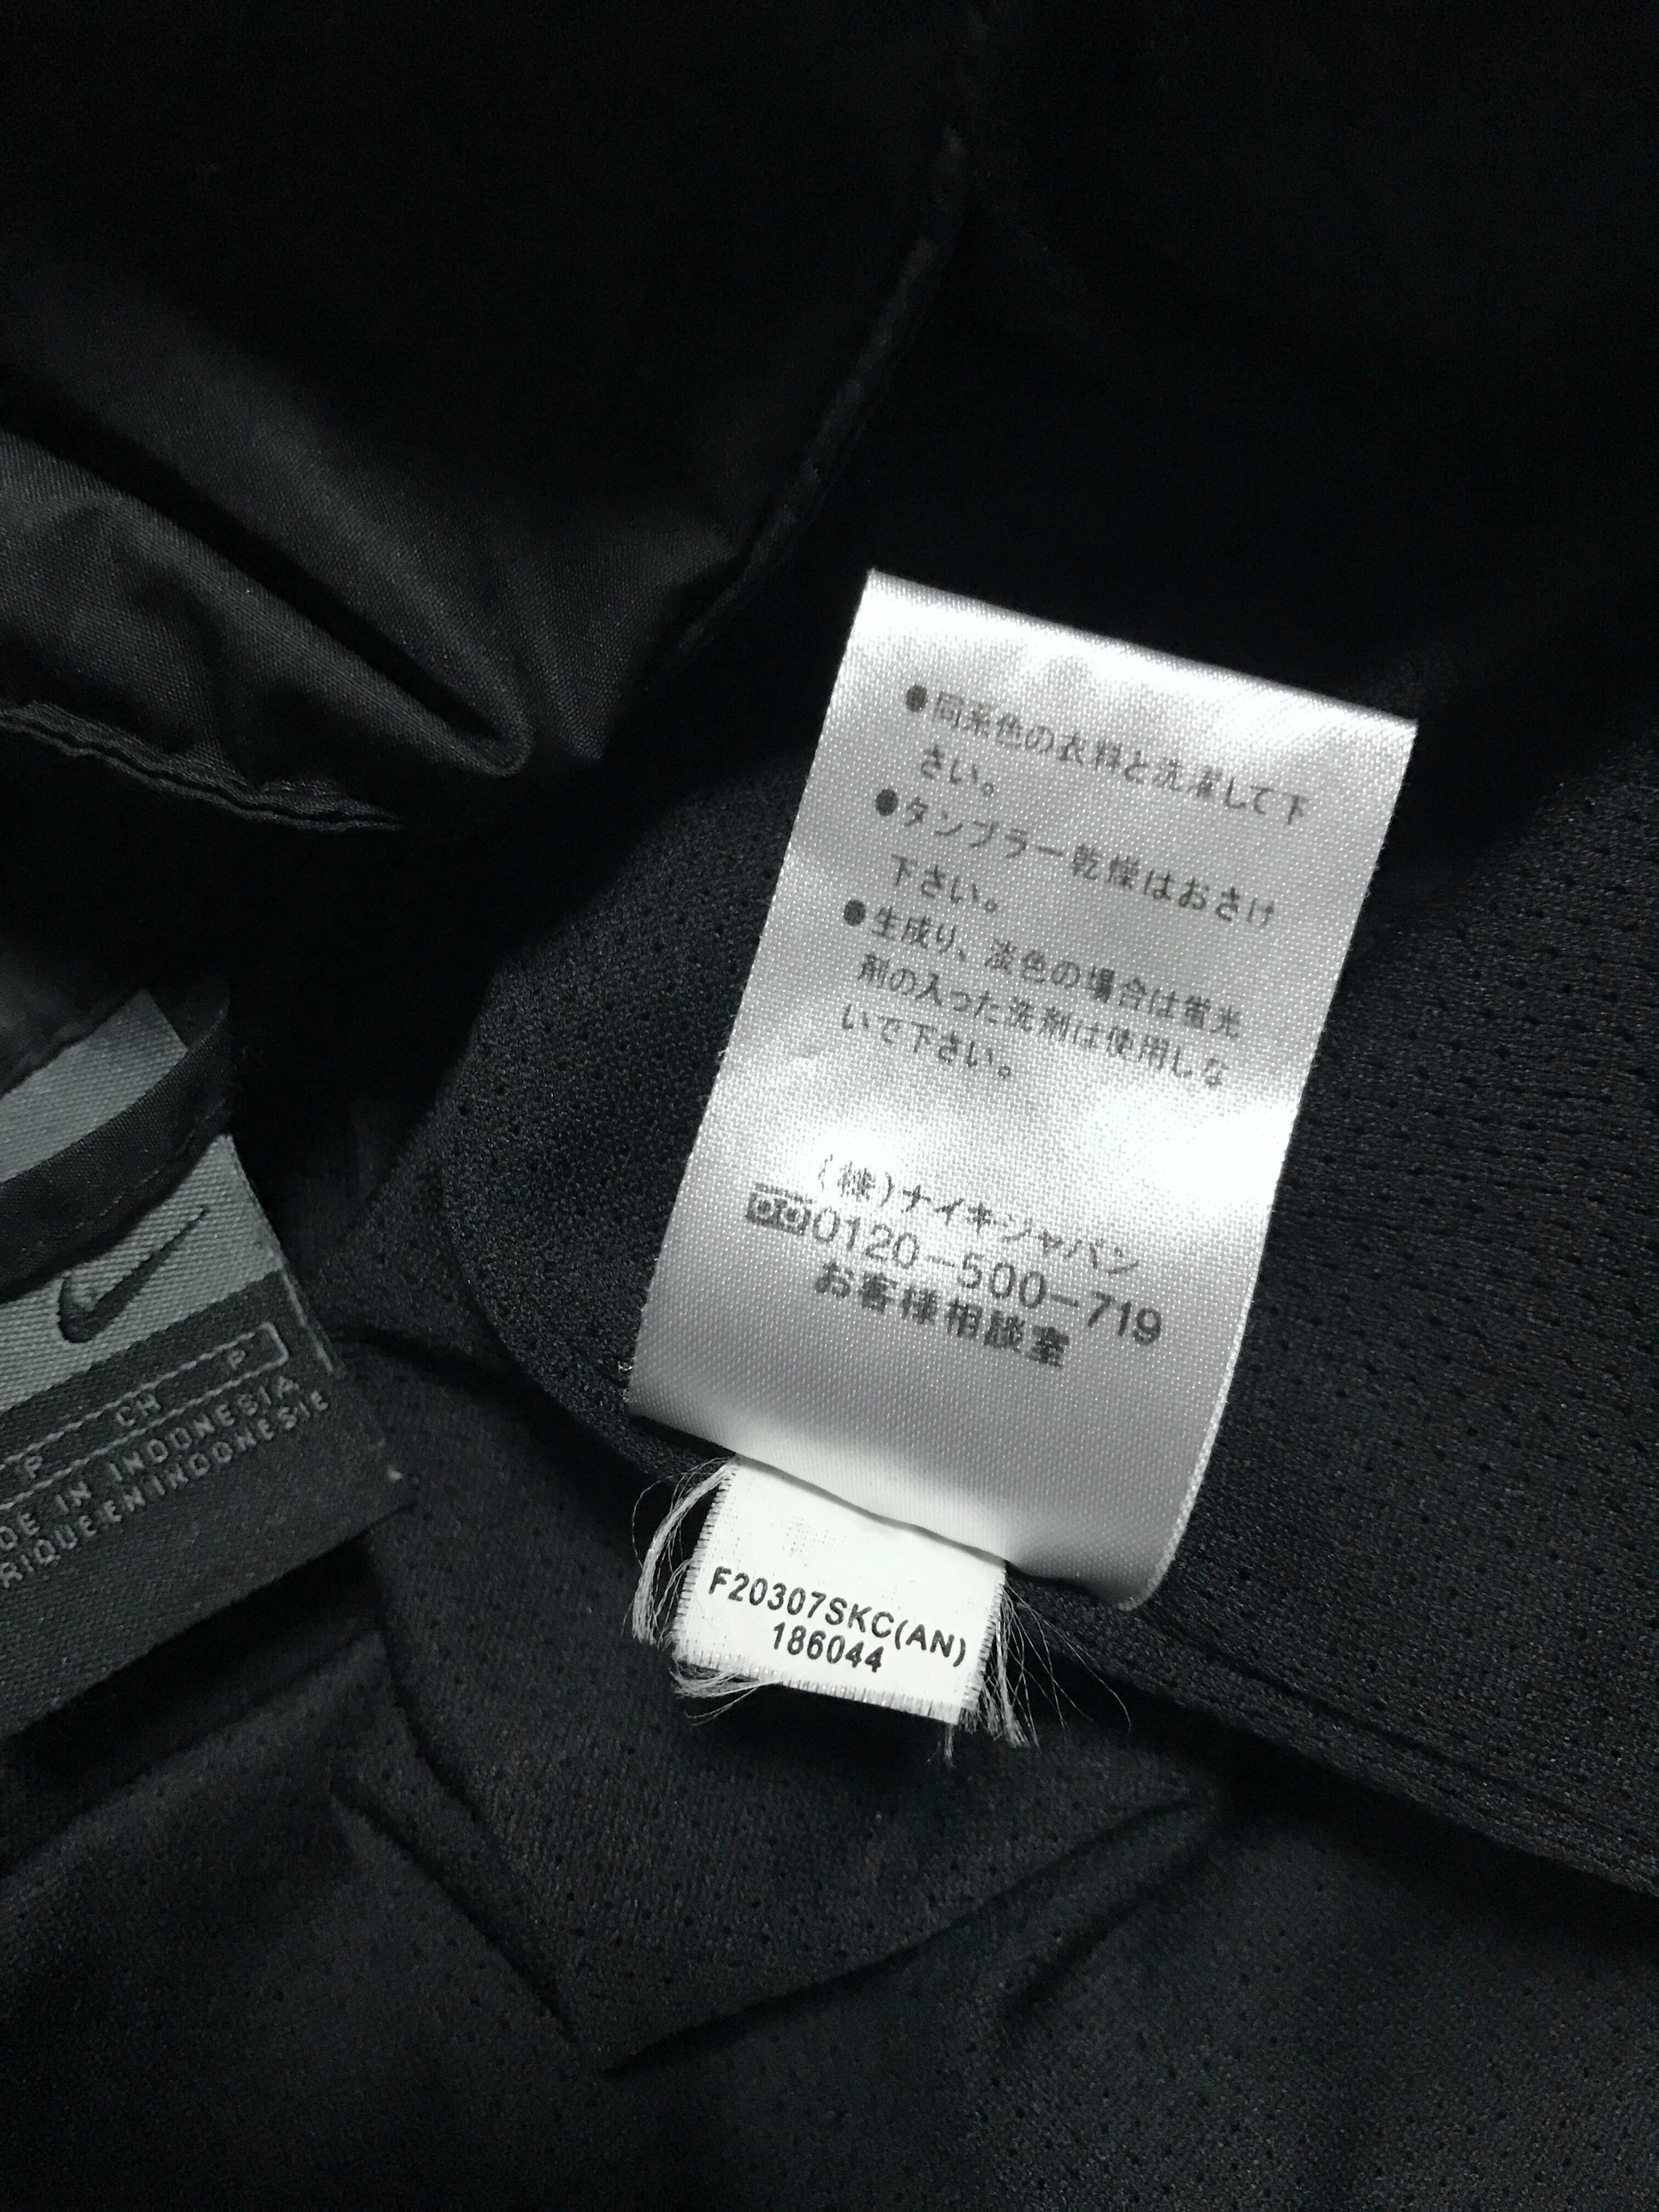 ●同系色の衣料と洗濯して下
さい。
●タンブラー乾燥はおさけ
下さい。
●生成り、淡色の場合は蛍光
剤の入った洗剤は使用しな
いで下さい。
(株)ナイキジャパン
0120-500-719
お客様相談室
F20307SKC(AN)
186044
P CH P
DE IN INDONESIA
RIQUE EN INDONESIE